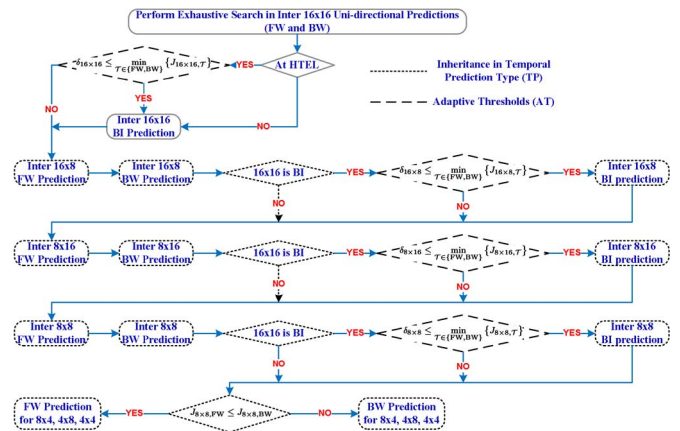 Perform Exhaustive Search in Inter 16x16 Uni-directional Predictions
(FW and BW)
δ16×16 ≤ min T∈{FW,BW} {J16×16,T}
YES
At HTEL
Inheritance in Temporal
Prediction Type (TP)
YES
NO
Inter 16x16
BI Prediction
NO
Adaptive Thresholds (AT)
Inter 16x8
FW Prediction
Inter 16x8
BW Prediction
16x16 is BI
YES
δ16×8 ≤ min T∈{FW,BW} {J16×8,T}
YES
Inter 16x8
BI prediction
NO
NO
Inter 8x16
FW Prediction
Inter 8x16
BW Prediction
16x16 is BI
YES
δ8×16 ≤ min T∈{FW,BW} {J8×16,T}
YES
Inter 8x16
BI prediction
NO
NO
Inter 8x8
FW Prediction
Inter 8x8
BW Prediction
16x16 is BI
YES
δ8×8 ≤ min T∈{FW,BW} {J8×8,T}
YES
Inter 8x8
BI prediction
NO
NO
FW Prediction
for 8x4, 4x8, 4x4
YES
J8×8,FW ≤ J8×8,BW
NO
BW Prediction
for 8x4, 4x8, 4x4